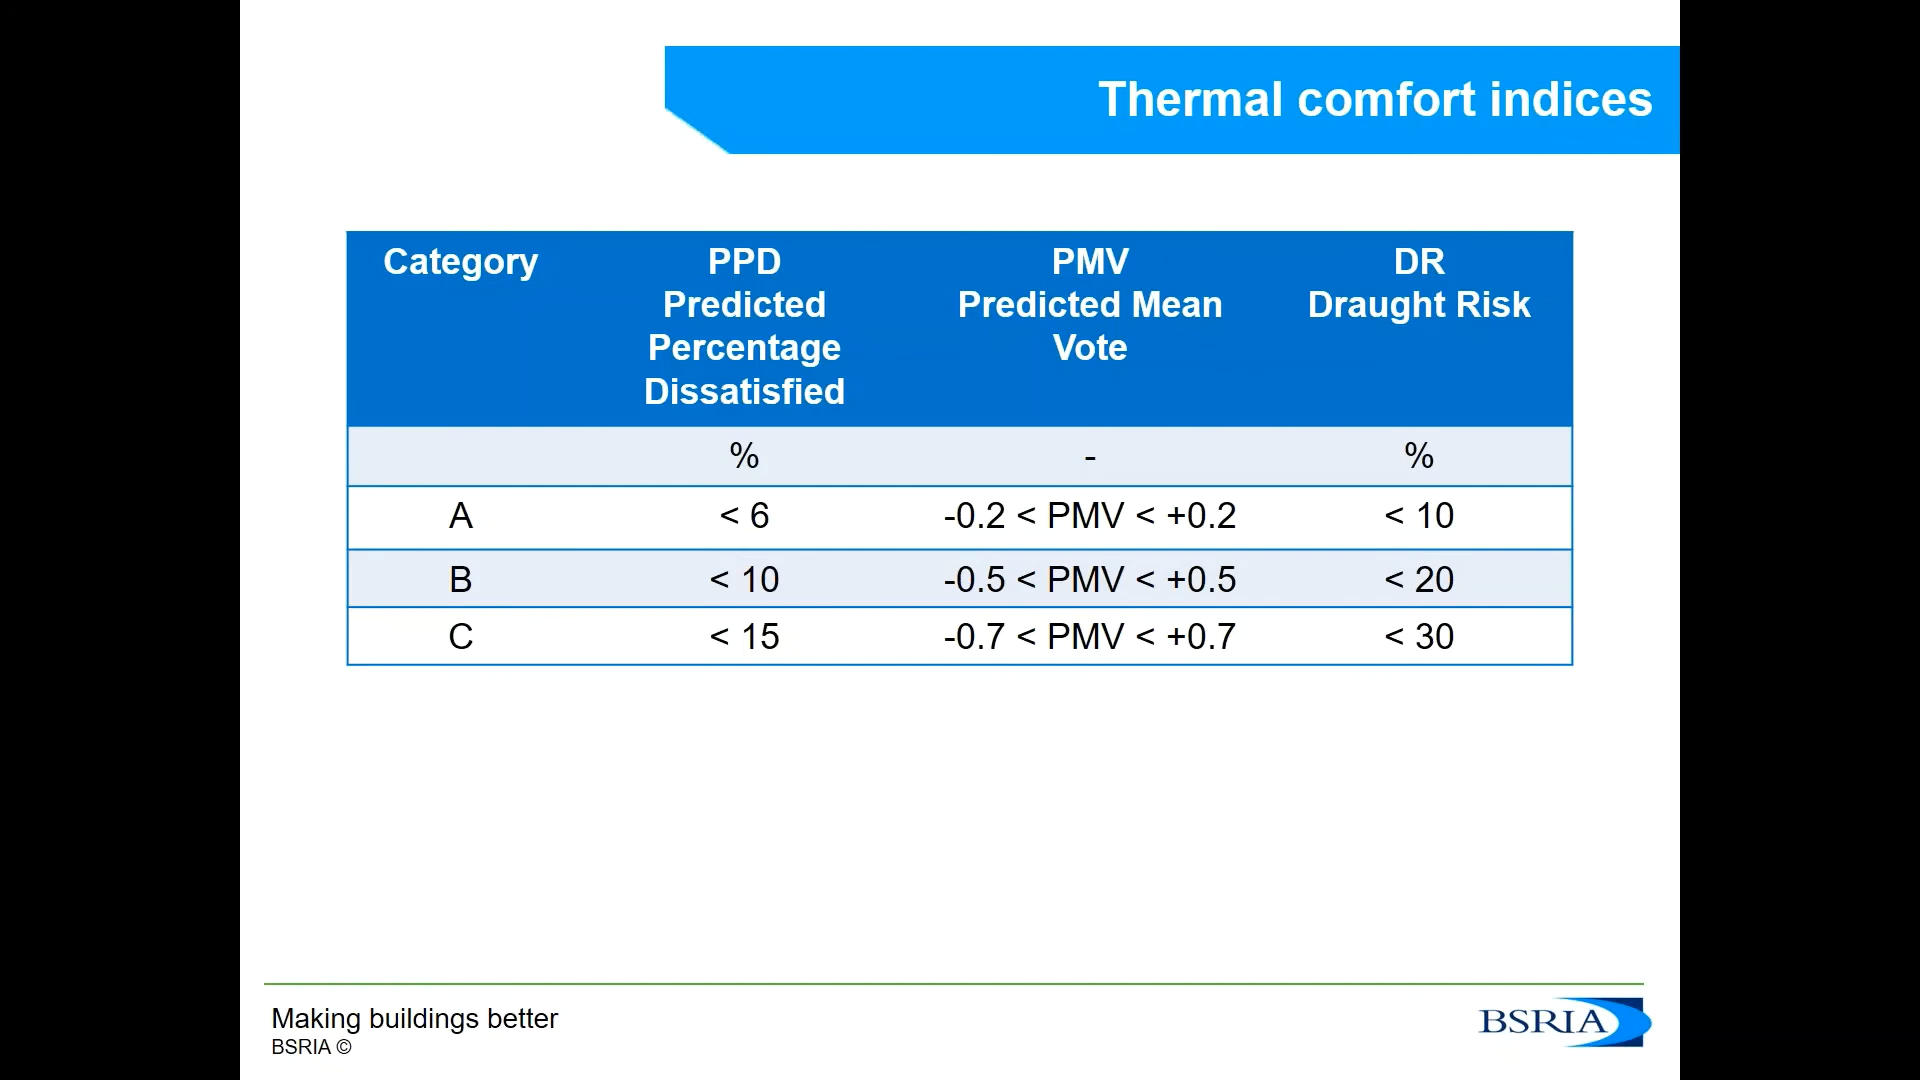 Thermal comfort indices
Category
PPD
Predicted
Percentage
Dissatisfied
PMV
Predicted Mean
Vote
DR
Draught Risk
% - %
A < 6 -0.2 < PMV < +0.2 < 10
B < 10 -0.5 < PMV < +0.5 < 20
C < 15 -0.7 < PMV < +0.7 < 30
Making buildings better
BSRIA ©
BSRIA